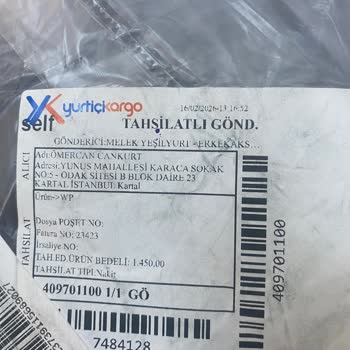 yurtiçikargo
self
16/02/2026-13:16:52
TAHSİLATLI GÖND.
GÖNDERİCİ:MELEK YEŞİLYURT - ERKEKAKS…
ALICI
Ad:ÖMERCAN CANKURT
Adresi:YUNUS MAHALLESİ KARACA SOKAK
NO:5 - ODAK SİTESİ B BLOK DAİRE 23
KARTAL İSTANBUL Kartal
Ürün->WP
TAHSİLAT
Dosya POŞET NO:
Fatura NO: 23423
İrsaliye NO:
TAH.ED.ÜRÜN BEDELİ: 1.450,00
TAHSİLAT TİPİ:Nakit
409701100 1/1 GÖ
7484128
409701100